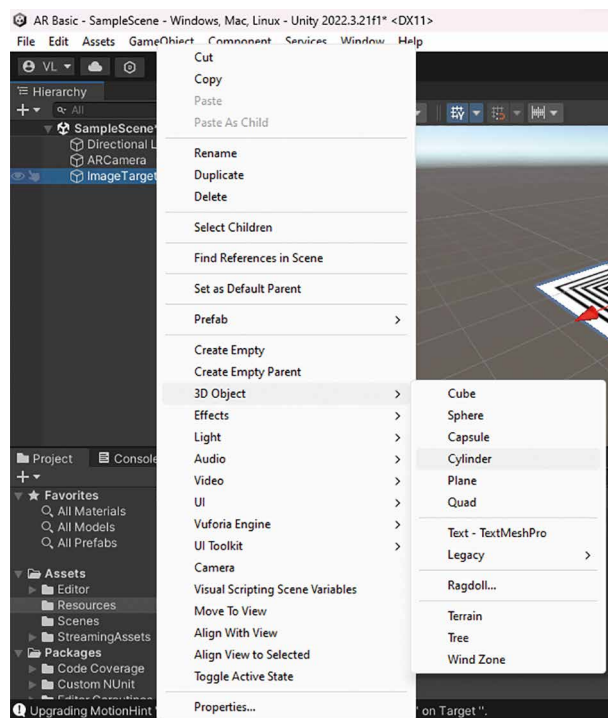 AR Basic - SampleScene - Windows, Mac, Linux - Unity 2022.3.21f1* <DX11>
File Edit Assets GameObject Component Services Window Help
VL
Hierarchy
All
SampleScene*
Directional L
ARCamera
ImageTarget
Cut
Copy
Paste
Paste As Child
Rename
Duplicate
Delete
Select Children
Find References in Scene
Set as Default Parent
Prefab
Create Empty
Create Empty Parent
3D Object
Effects
Light
Audio
Video
UI
Vuforia Engine
UI Toolkit
Camera
Visual Scripting Scene Variables
Move To View
Align With View
Align View to Selected
Toggle Active State
Properties...
Cube
Sphere
Capsule
Cylinder
Plane
Quad
Text - TextMeshPro
Legacy
Ragdoll...
Terrain
Tree
Wind Zone
Project Console
Favorites
All Materials
All Models
All Prefabs
Assets
Editor
Resources
Scenes
StreamingAssets
Packages
Code Coverage
Custom NUnit
Editor Coroutines
Upgrading MotionHint ' ' on Target ''.